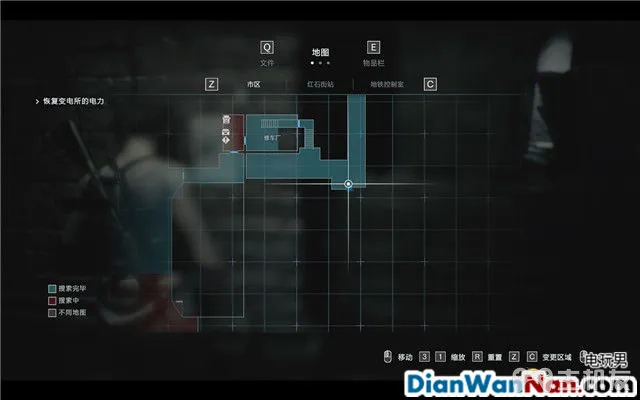 Q 地图 E
文件 物品栏
Z 市区 红石街站 地铁控制室 C
恢复变电所的电力
修车厂
搜索完毕
搜索中
不同地图
移动 3 1 缩放 R 重置 Z C 变更区域
电玩男
DianWanNan.com